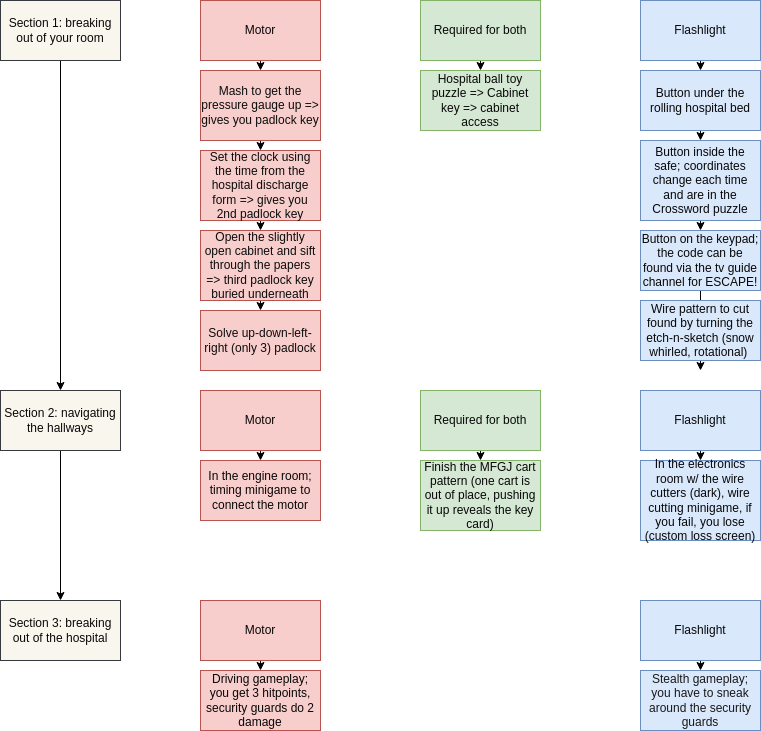 Section 1: breaking
out of your room
Motor
Required for both
Flashlight
Mash to get the
pressure gauge up =>
gives you padlock key
Hospital ball toy
puzzle => Cabinet
key => cabinet
access
Button under the
rolling hospital bed
Set the clock using
the time from the
hospital discharge
form => gives you
2nd padlock key
Button inside the
safe; coordinates
change each time
and are in the
Crossword puzzle
Open the slightly
open cabinet and sift
through the papers
=> third padlock key
buried underneath
Button on the keypad;
the code can be
found via the tv guide
channel for ESCAPE!
Solve up-down-left-
right (only 3) padlock
Wire pattern to cut
found by turning the
etch-n-sketch (snow
whirled, rotational)
Section 2: navigating
the hallways
Motor
Required for both
Flashlight
In the engine room;
timing minigame to
connect the motor
Finish the MFGJ cart
pattern (one cart is
out of place, pushing
it up reveals the key
card)
In the electronics
room w/ the wire
cutters (dark), wire
cutting minigame, if
you fail, you lose
(custom loss screen)
Section 3: breaking
out of the hospital
Motor
Flashlight
Driving gameplay;
you get 3 hitpoints,
security guards do 2
damage
Stealth gameplay;
you have to sneak
around the security
guards